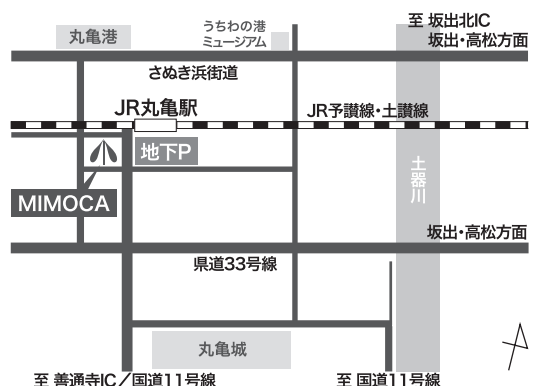 至 坂出北IC
坂出・高松方面
丸亀港
うちわの港
ミュージアム
さぬき浜街道
JR丸亀駅
JR予讃線・土讃線
地下P
土器川
MIMOCA
坂出・高松方面
県道33号線
丸亀城
至 善通寺IC／国道11号線
至 国道11号線